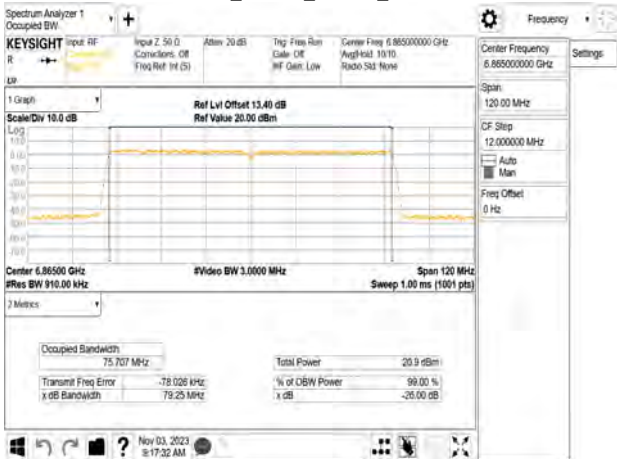 Spectrum Analyzer 1
Occupied BW
Frequency
KEYSIGHT
Input: RF
R
Input Z: 50 Ω
Corrections: Off
Freq Ref: Int (S)
Atten: 20 dB
Trig: Free Run
Gate: Off
#IF Gain: Low
Center Freq: 6.865000000 GHz
Avg|Hold: 10/10
Radio Std: None
Center Frequency
6.865000000 GHz
Settings
Span
120.00 MHz
CF Step
12.000000 MHz
Auto
Man
Freq Offset
0 Hz
1 Graph
Scale/Div 10.0 dB
Log
Ref Lvl Offset 13.40 dB
Ref Value 20.00 dBm
10.0
0.00
Center 6.86500 GHz
#Res BW 910.00 kHz
#Video BW 3.0000 MHz
Span 120 MHz
Sweep 1.00 ms (1001 pts)
2 Metrics
Occupied Bandwidth
75.707 MHz
Total Power
20.9 dBm
Transmit Freq Error
-78.026 kHz
% of OBW Power
99.00 %
x dB Bandwidth
79.25 MHz
x dB
-26.00 dB
?
Nov 03, 2023
9:17:32 AM